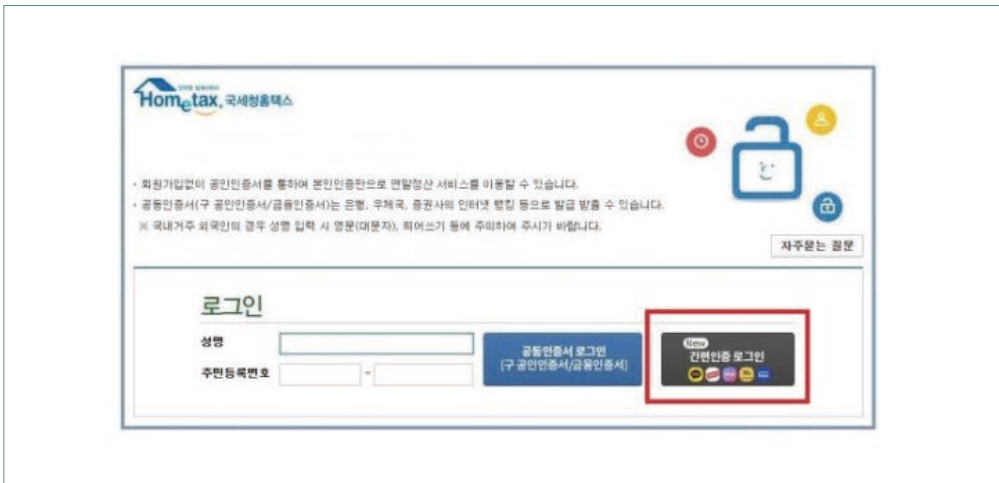 Hometax. 국세청홈택스
• 회원가입없이 공인인증서를 통하여 본인인증만으로 연말정산 서비스를 이용할 수 있습니다.
• 공동인증서(구 공인인증서/금융인증서)는 은행, 우체국, 증권사의 인터넷 뱅킹 등으로 발급 받을 수 있습니다.
※ 국내거주 외국인의 경우 성명 입력 시 영문(대문자), 띄어쓰기 등에 주의하여 주시기 바랍니다.
자주묻는 질문
로그인
성명
주민등록번호
-
공동인증서 로그인
[구 공인인증서/금융인증서]
New
간편인증 로그인